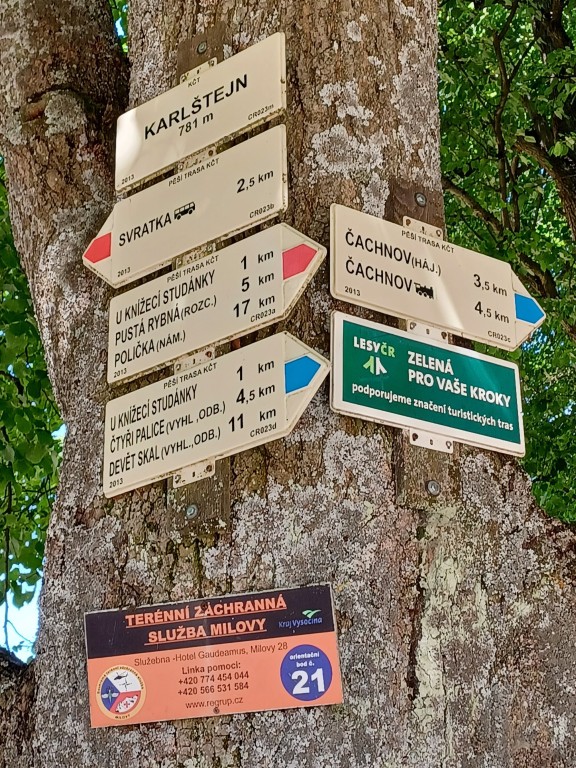 KČT
KARLŠTEJN
781 m
2013 CR023m
PĚŠÍ TRASA KČT
SVRATKA 2,5 km
2013 CR023b
PĚŠÍ TRASA KČT
U KNÍŽECÍ STUDÁNKY 1 km
PUSTÁ RYBNÁ (ROZC.) 5 km
POLIČKA (NÁM.) 17 km
2013 CR023a
PĚŠÍ TRASA KČT
U KNÍŽECÍ STUDÁNKY 1 km
ČTYŘI PALICE (VYHL., ODB.) 4,5 km
DEVĚT SKAL (VYHL., ODB.) 11 km
2013 CR023d
PĚŠÍ TRASA KČT
ČACHNOV (HÁJ.) 3,5 km
ČACHNOV 4,5 km
2013 CR023c
LESY ČR
ZELENÁ
PRO VAŠE KROKY
podporujeme značení turistických tras
TERÉNNÍ ZÁCHRANNÁ
SLUŽBA MILOVY
Kraj Vysočina
Služebna -Hotel Gaudeamus, Milovy 28
Linka pomoci:
+420 774 454 044
+420 566 531 584
www.regrup.cz
orientační
bod č.
21